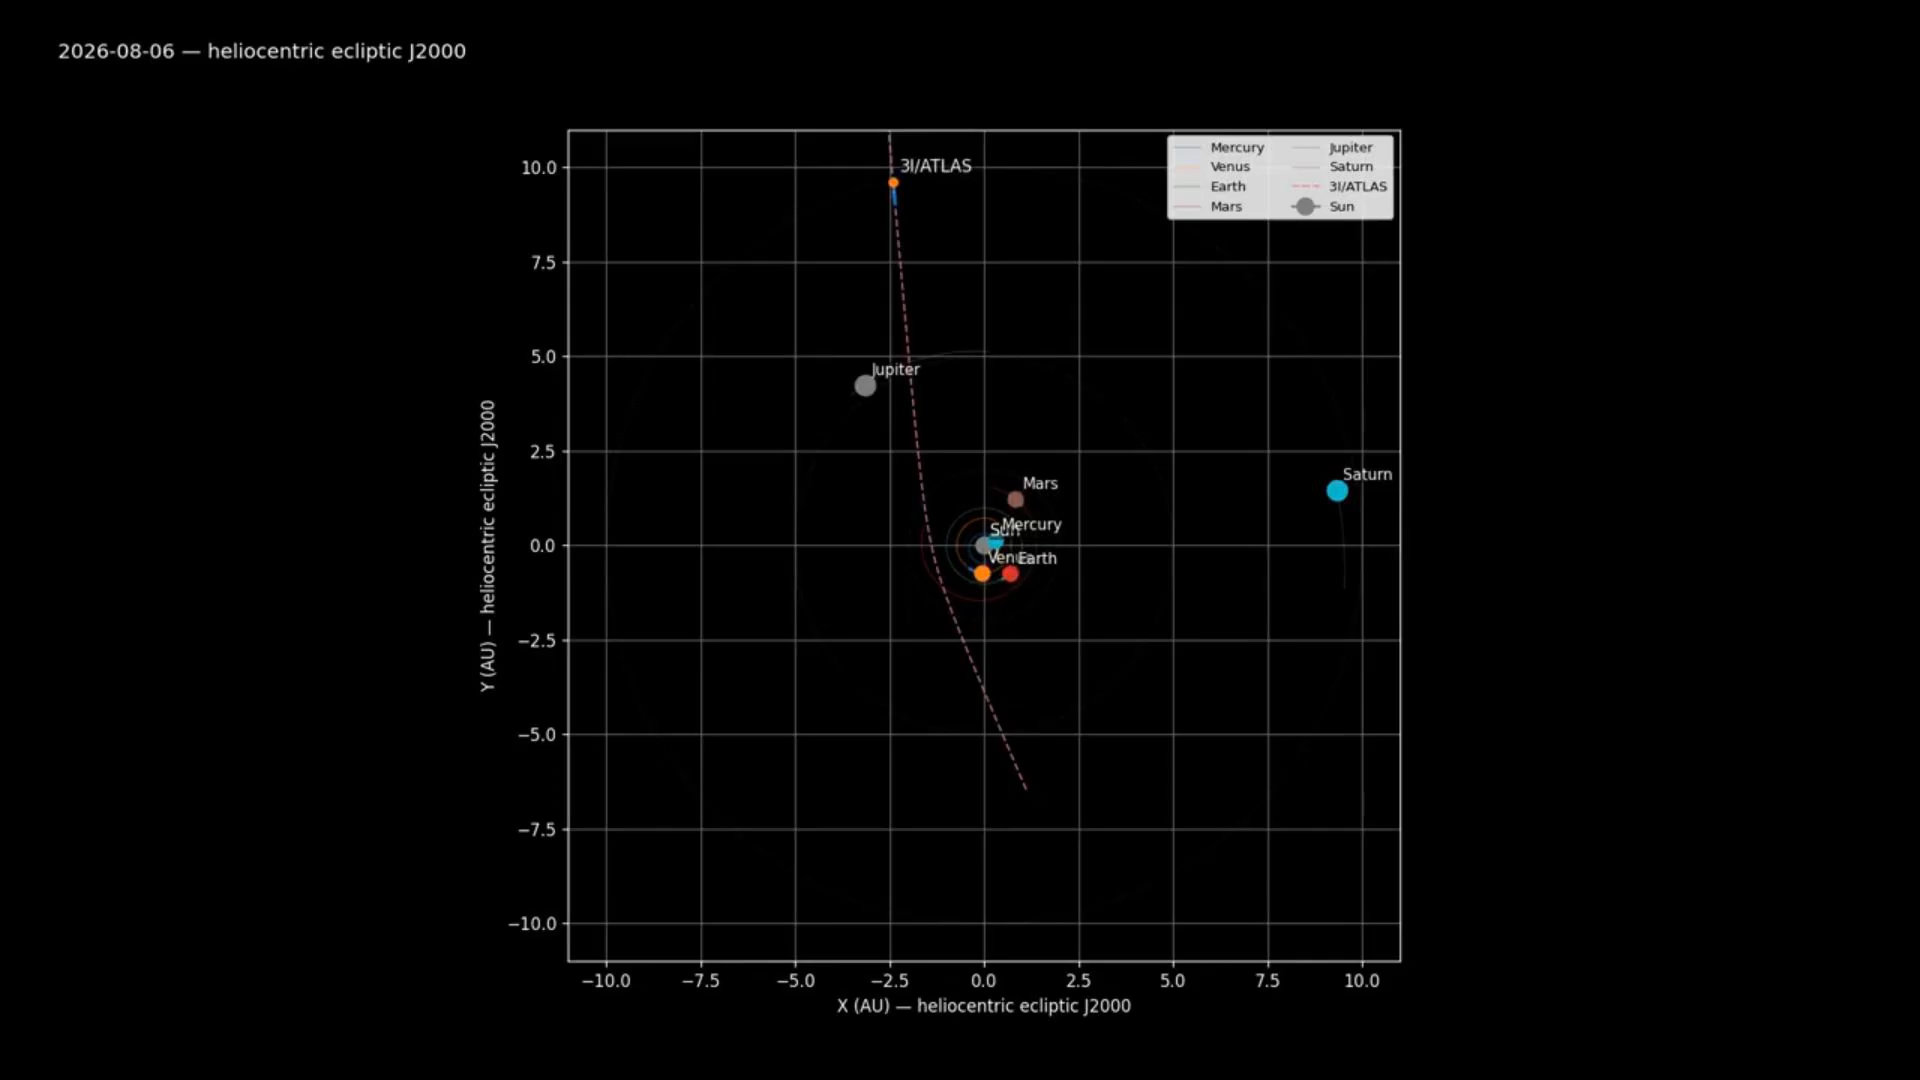 2026-08-06 — heliocentric ecliptic J2000
Mercury
Venus
Earth
Mars
Jupiter
Saturn
3I/ATLAS
Sun
3I/ATLAS
Jupiter
Saturn
Mars
Mercury
Sun
Venus
Earth
10.0
7.5
5.0
2.5
0.0
−2.5
−5.0
−7.5
−10.0
Y (AU) — heliocentric ecliptic J2000
−10.0 −7.5 −5.0 −2.5 0.0 2.5 5.0 7.5 10.0
X (AU) — heliocentric ecliptic J2000